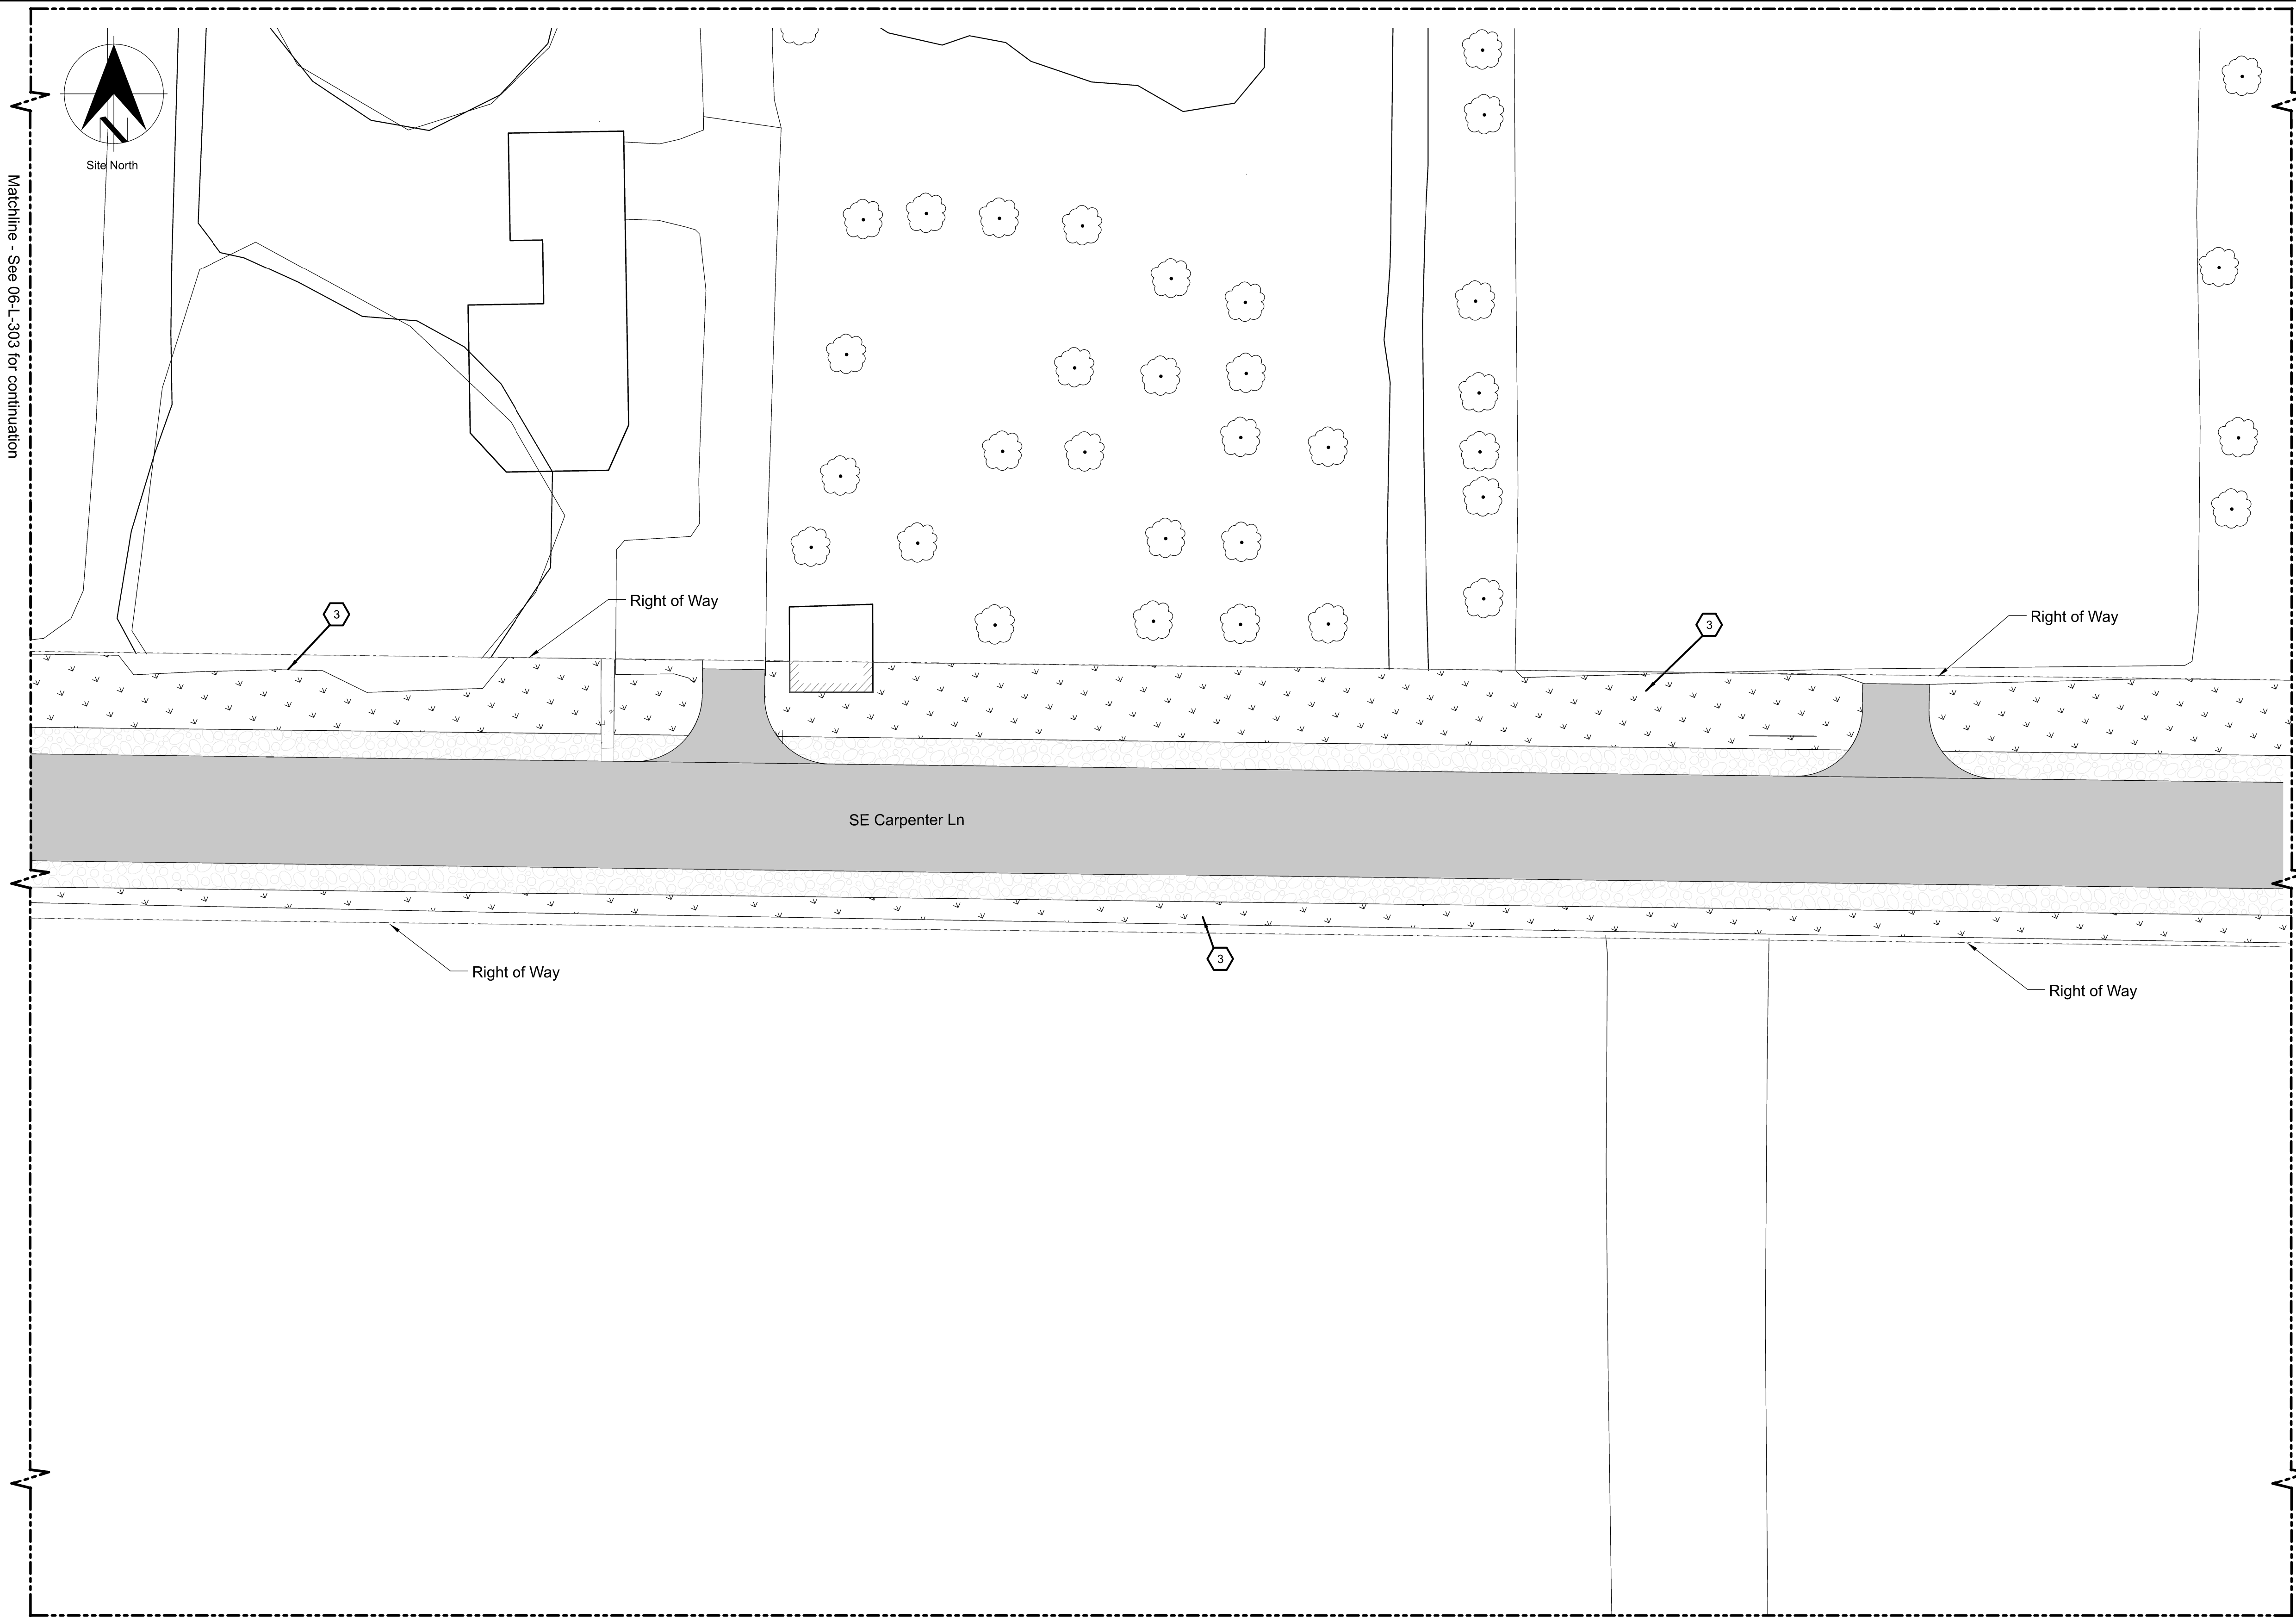 Site North
Matchline - See 06-L-303 for continuation
Right of Way
3
3
Right of Way
SE Carpenter Ln
3
Right of Way
Right of Way